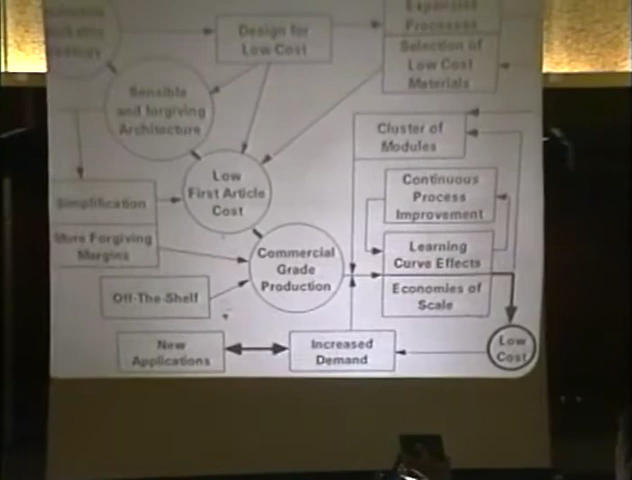 Design for
Low Cost
Expanded
Processes
Selection of
Low Cost
Materials
Sensible
and forgiving
Architecture
Cluster of
Modules
Low
First Article
Cost
Continuous
Process
Improvement
Simplification
More Forgiving
Margins
Commercial
Grade
Production
Learning
Curve Effects
Economies of
Scale
Off-The-Shelf
New
Applications
Increased
Demand
Low
Cost